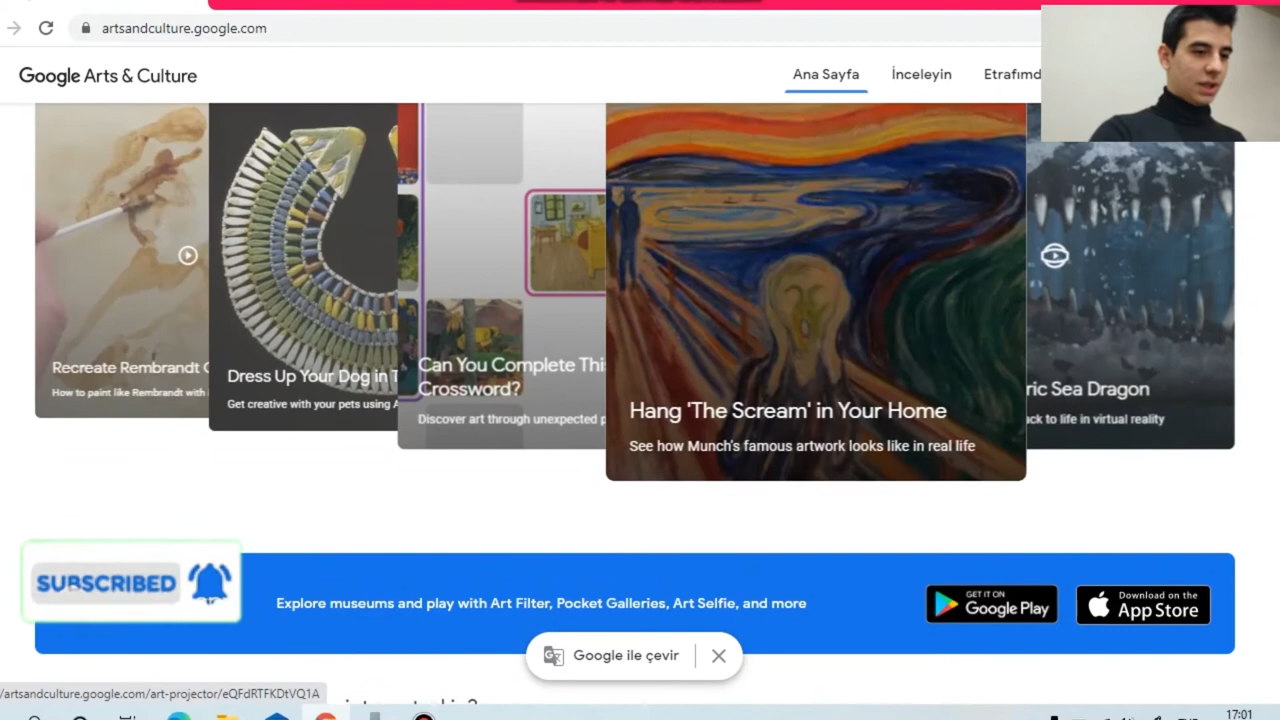 artsandculture.google.com
Google Arts & Culture
Ana Sayfa
İnceleyin
Etrafımd
Recreate Rembrandt
How to paint like Rembrandt with
Dress Up Your Dog in T
Get creative with your pets using A
Can You Complete This
Crossword?
Discover art through unexpected p
Hang 'The Scream' in Your Home
See how Munch's famous artwork looks like in real life
ric Sea Dragon
ack to life in virtual reality
SUBSCRIBED
Explore museums and play with Art Filter, Pocket Galleries, Art Selfie, and more
GET IT ON
Google Play
Download on the
App Store
Google ile çevir
/artsandculture.google.com/art-projector/eQFdRTFKDtVQ1A
17:01